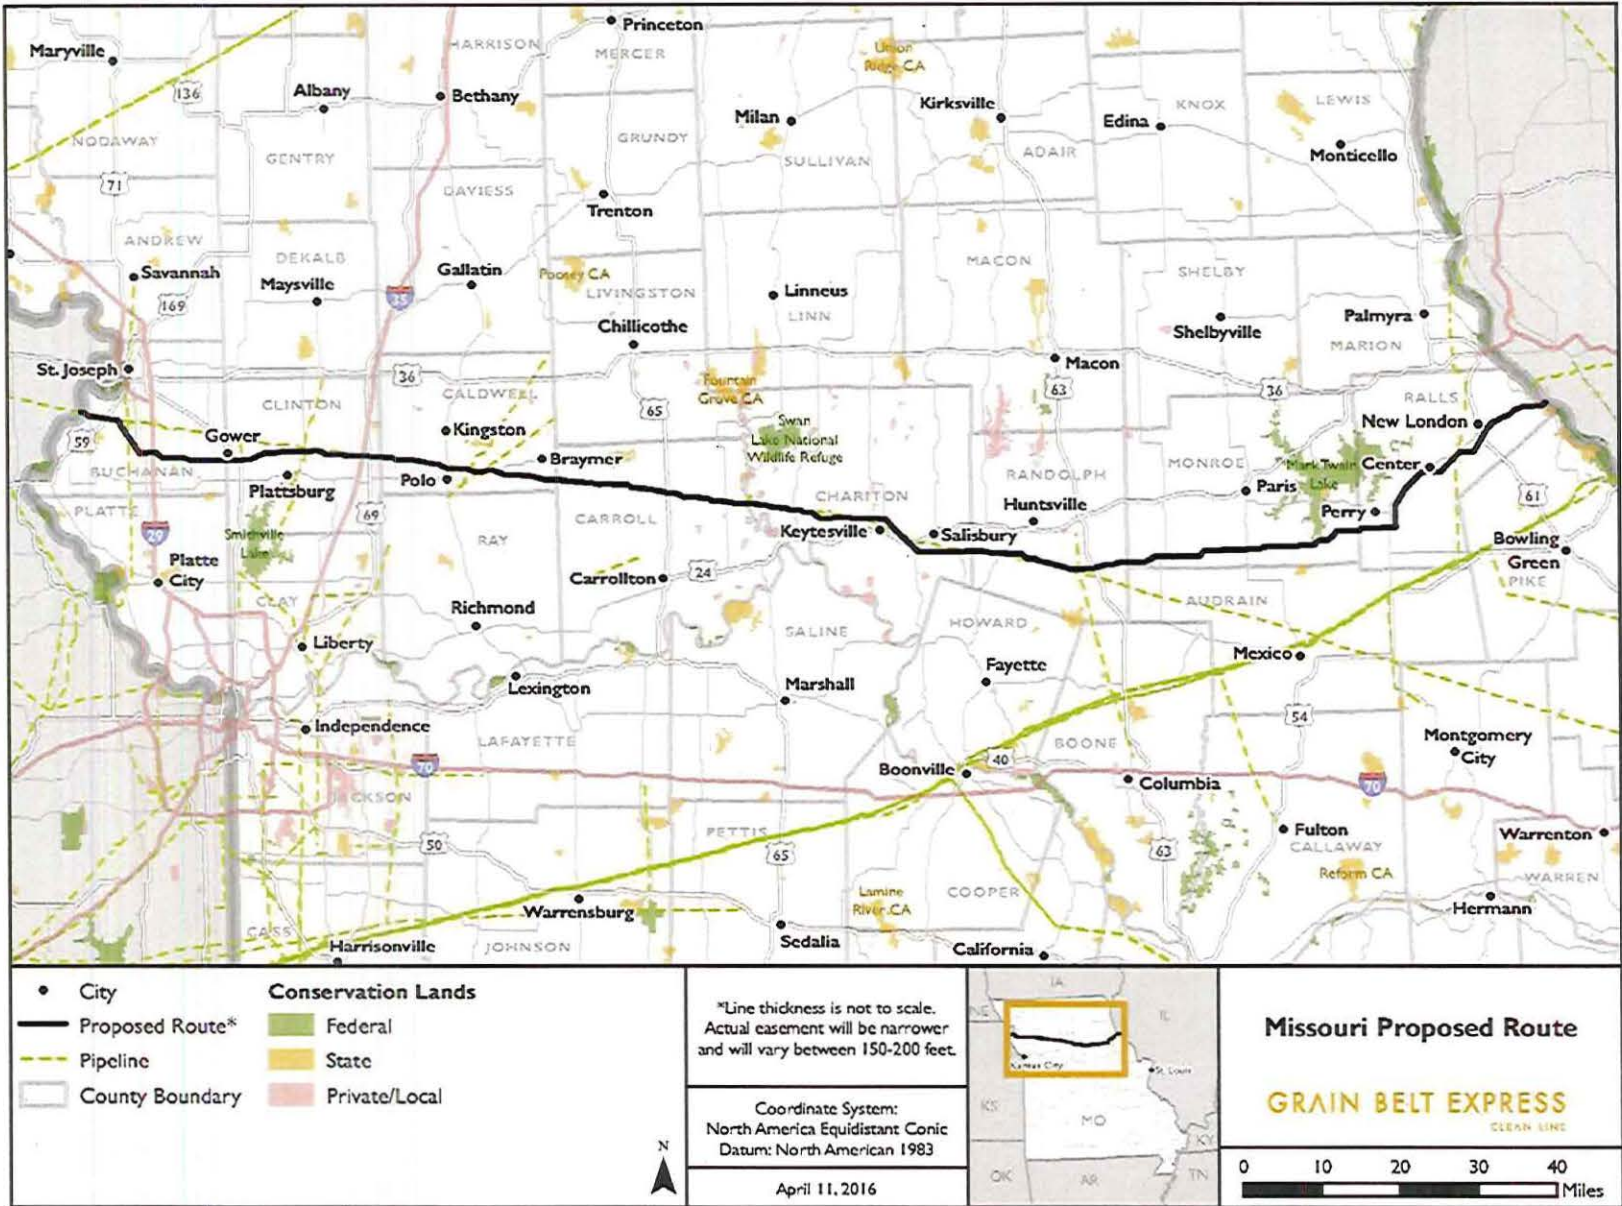 Princeton
Maryville
HARRISON
MERCER
Union
Ridge CA
136
Albany
Bethany
Milan
Kirksville
Edina
KNOX
LEWIS
NODAWAY
GENTRY
GRUNDY
SULLIVAN
ADAIR
Monticello
71
DAVIESS
Trenton
ANDREW
DEKALB
MACON
SHELBY
Savannah
Maysville
Gallatin
Poosey CA
LIVINGSTON
Linneus
LINN
169
35
Chillicothe
Shelbyville
Palmyra
MARION
St. Joseph
36
CALDWELL
Fountain
Grove CA
Macon
63
36
CLINTON
65
RALLS
New London
59
Gower
Kingston
Swan
Lake National
Wildlife Refuge
BUCHANAN
Plattsburg
Polo
Braymer
CHARITON
RANDOLPH
MONROE
Mark Twain
Lake
Center
Paris
PLATTE
69
CARROLL
Keytesville
Salisbury
Huntsville
Perry
61
29
Smithville
Lake
RAY
Bowling
Green
Platte
City
Carrollton
24
PIKE
CLAY
Richmond
AUDRAIN
Liberty
SALINE
HOWARD
Mexico
Lexington
Marshall
Fayette
Independence
LAFAYETTE
54
70
Boonville
40
BOONE
Montgomery
City
JACKSON
Columbia
70
50
PETTIS
65
63
Fulton
CALLAWAY
Warrenton
Lamine
River CA
COOPER
Reform CA
WARREN
Warrensburg
Hermann
CASS
Harrisonville
JOHNSON
Sedalia
California
City
Proposed Route*
Pipeline
County Boundary
Conservation Lands
Federal
State
Private/Local
N
*Line thickness is not to scale.
Actual easement will be narrower
and will vary between 150-200 feet.
Coordinate System:
North America Equidistant Conic
Datum: North American 1983
April 11, 2016
IA
NE
IL
Kansas City
St. Louis
KS
MO
KY
OK
AR
TN
Missouri Proposed Route
GRAIN BELT EXPRESS
CLEAN LINE
0 10 20 30 40
Miles